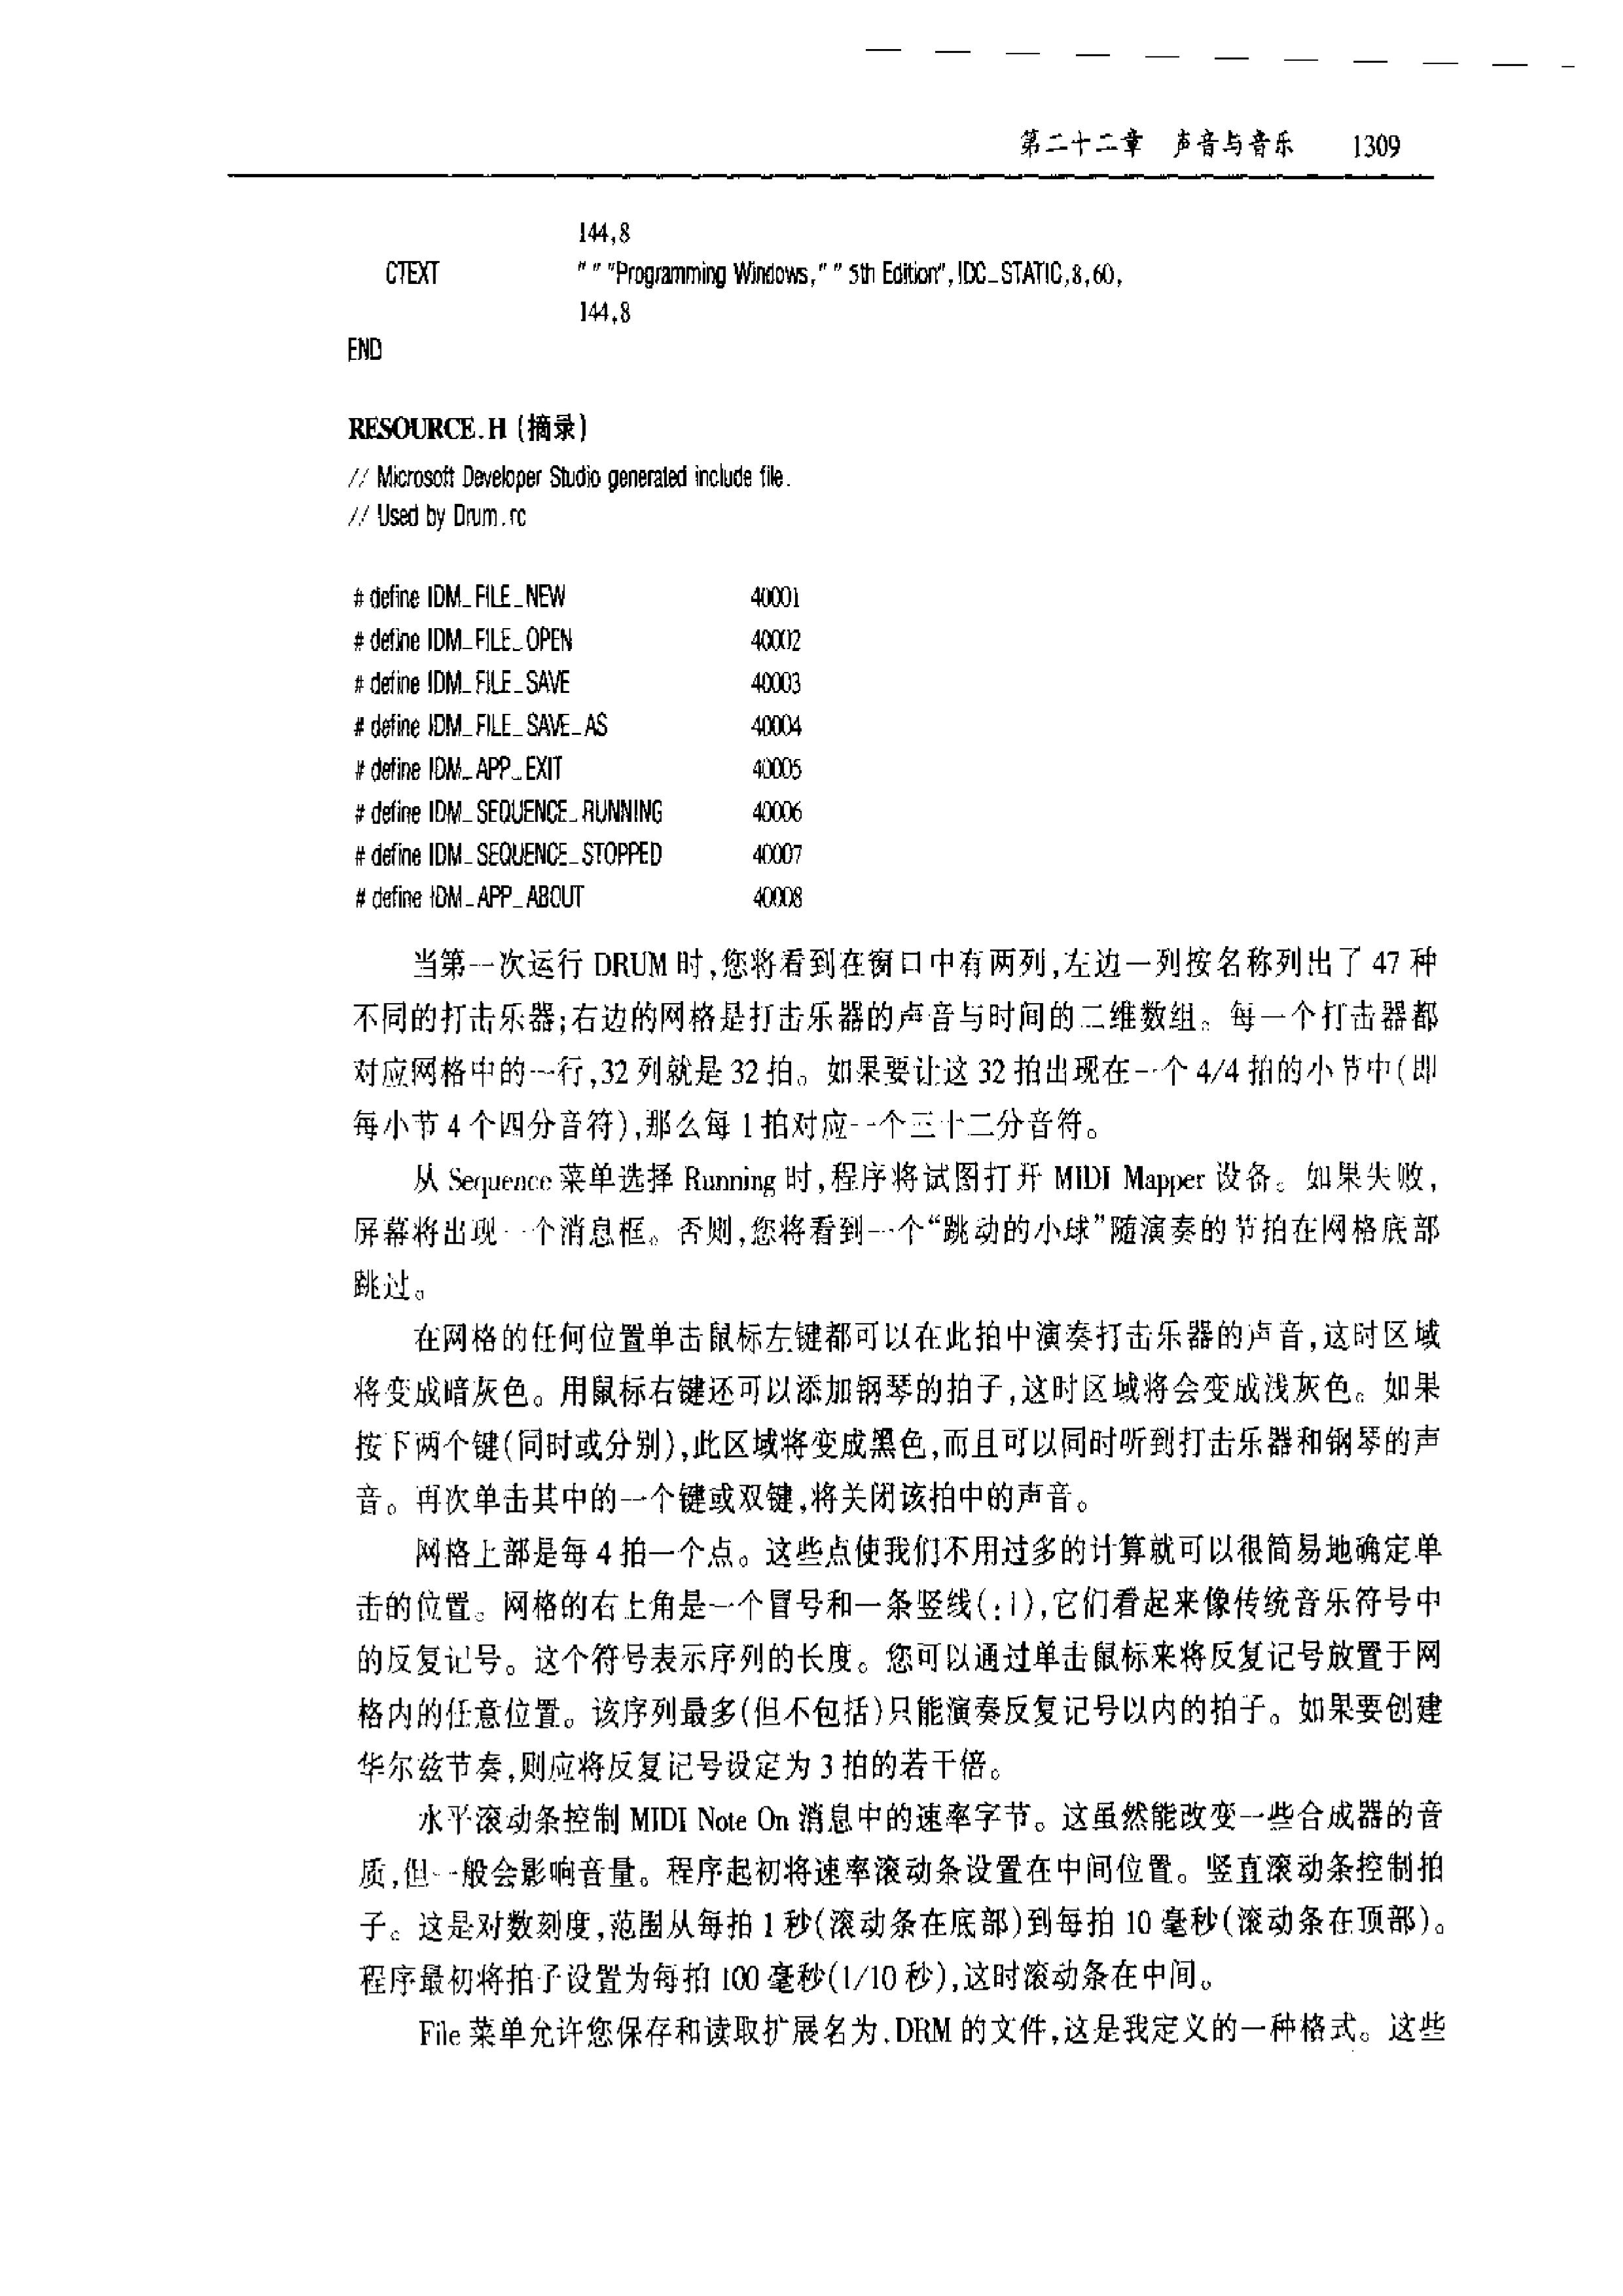 第二十二章 声音与音乐 1309
144,8
CTEXT " " "Programming Windows," " 5th Edition",IDC_STATIC,8,60,
144,8
END
RESOURCE.H (摘录)
// Microsoft Developer Studio generated include file.
// Used by Drum.rc
# define IDM_FILE_NEW 40001
# define IDM_FILE_OPEN 40002
# define IDM_FILE_SAVE 40003
# define IDM_FILE_SAVE_AS 40004
# define IDM_APP_EXIT 40005
# define IDM_SEQUENCE_RUNNING 40006
# define IDM_SEQUENCE_STOPPED 40007
# define IDM_APP_ABOUT 40008
当第一次运行 DRUM 时,您将看到在窗口中有两列,左边一列按名称列出了 47 种
不同的打击乐器;右边的网格是打击乐器的声音与时间的二维数组。每一个打击器都
对应网格中的一行,32 列就是 32 拍。如果要让这 32 拍出现在一个 4/4 拍的小节中(即
每小节 4 个四分音符),那么每 1 拍对应一个三十二分音符。
从 Sequence 菜单选择 Running 时,程序将试图打开 MIDI Mapper 设备。如果失败,
屏幕将出现一个消息框。否则,您将看到一个“跳动的小球”随演奏的节拍在网格底部
跳过。
在网格的任何位置单击鼠标左键都可以在此拍中演奏打击乐器的声音,这时区域
将变成暗灰色。用鼠标右键还可以添加钢琴的拍子,这时区域将会变成浅灰色。如果
按下两个键(同时或分别),此区域将变成黑色,而且可以同时听到打击乐器和钢琴的声
音。再次单击其中的一个键或双键,将关闭该拍中的声音。
网格上部是每 4 拍一个点。这些点使我们不用过多的计算就可以很简易地确定单
击的位置。网格的右上角是一个冒号和一条竖线(:|),它们看起来像传统音乐符号中
的反复记号。这个符号表示序列的长度。您可以通过单击鼠标来将反复记号放置于网
格内的任意位置。该序列最多(但不包括)只能演奏反复记号以内的拍子。如果要创建
华尔兹节奏,则应将反复记号设定为 3 拍的若干倍。
水平滚动条控制 MIDI Note On 消息中的速率字节。这虽然能改变一些合成器的音
质,但一般会影响音量。程序起初将速率滚动条设置在中间位置。竖直滚动条控制拍
子。这是对数刻度,范围从每拍 1 秒(滚动条在底部)到每拍 10 毫秒(滚动条在顶部)。
程序最初将拍子设置为每拍 100 毫秒(1/10 秒),这时滚动条在中间。
File 菜单允许您保存和读取扩展名为.DRM 的文件,这是我定义的一种格式。这些